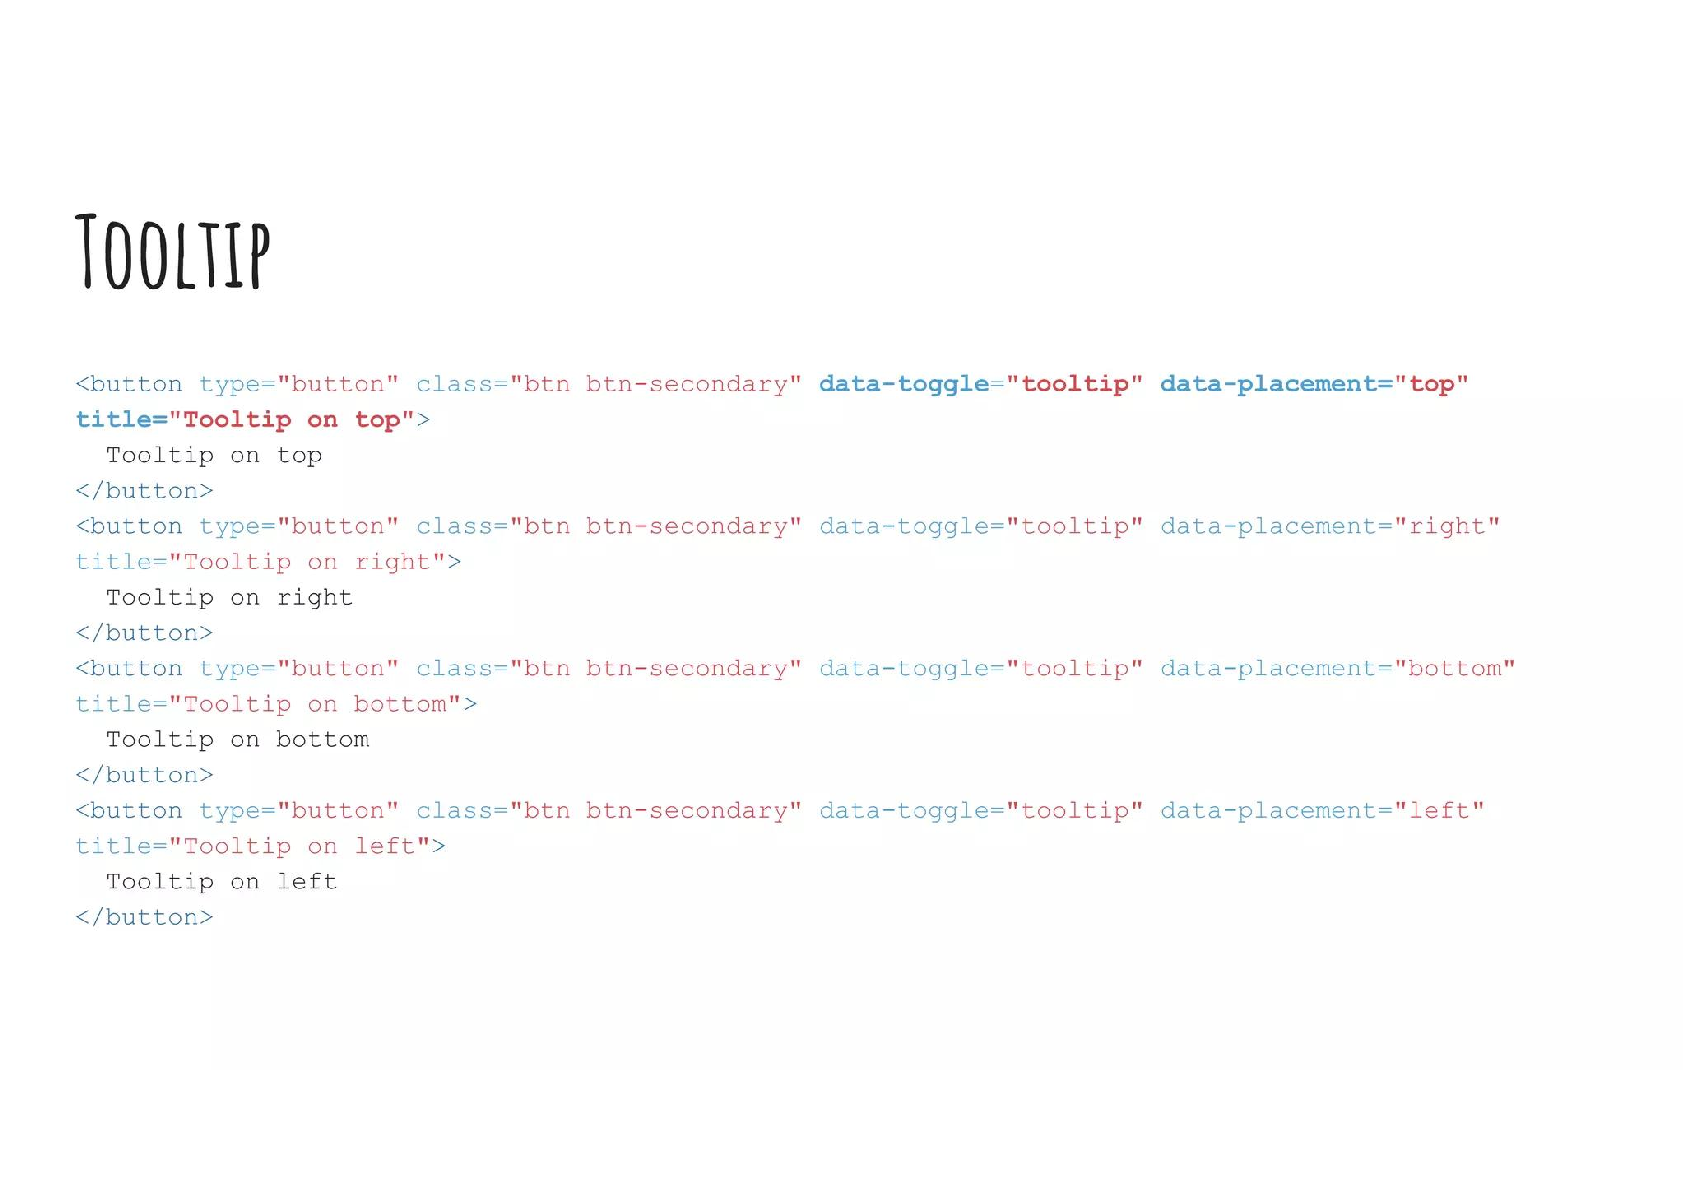 Tooltip
<button type="button" class="btn btn-secondary" data-toggle="tooltip" data-placement="top"
title="Tooltip on top">
  Tooltip on top
</button>
<button type="button" class="btn btn-secondary" data-toggle="tooltip" data-placement="right"
title="Tooltip on right">
  Tooltip on right
</button>
<button type="button" class="btn btn-secondary" data-toggle="tooltip" data-placement="bottom"
title="Tooltip on bottom">
  Tooltip on bottom
</button>
<button type="button" class="btn btn-secondary" data-toggle="tooltip" data-placement="left"
title="Tooltip on left">
  Tooltip on left
</button>